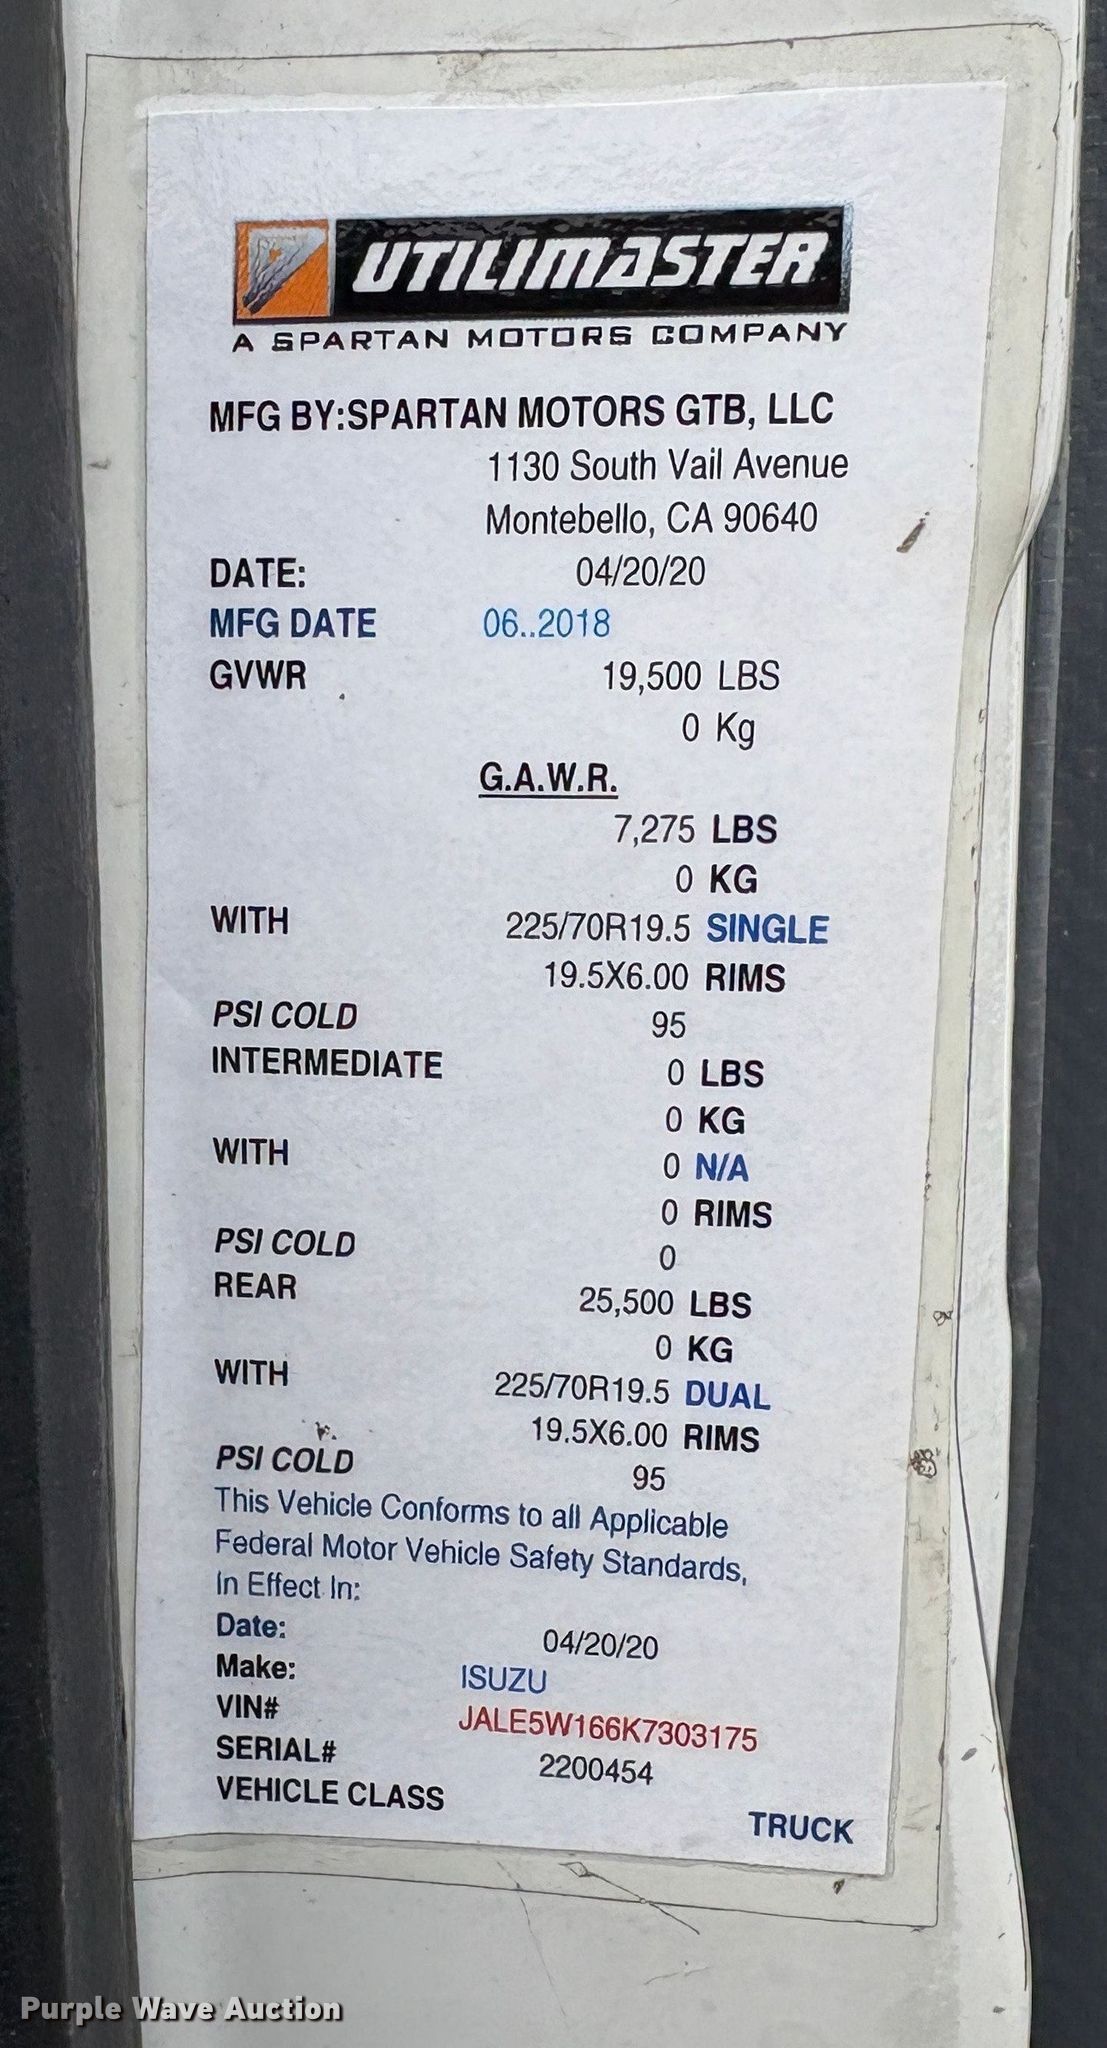 UTILIMASTER
A SPARTAN MOTORS COMPANY
MFG BY:SPARTAN MOTORS GTB, LLC
1130 South Vail Avenue
Montebello, CA 90640
DATE: 04/20/20
MFG DATE 06..2018
GVWR 19,500 LBS
0 Kg
G.A.W.R.
7,275 LBS
0 KG
WITH 225/70R19.5 SINGLE
19.5X6.00 RIMS
PSI COLD 95
INTERMEDIATE 0 LBS
0 KG
WITH 0 N/A
0 RIMS
PSI COLD 0
REAR 25,500 LBS
0 KG
WITH 225/70R19.5 DUAL
19.5X6.00 RIMS
PSI COLD 95
This Vehicle Conforms to all Applicable
Federal Motor Vehicle Safety Standards,
In Effect In:
Date: 04/20/20
Make: ISUZU
VIN# JALE5W166K7303175
SERIAL# 2200454
VEHICLE CLASS TRUCK
Purple Wave Auction